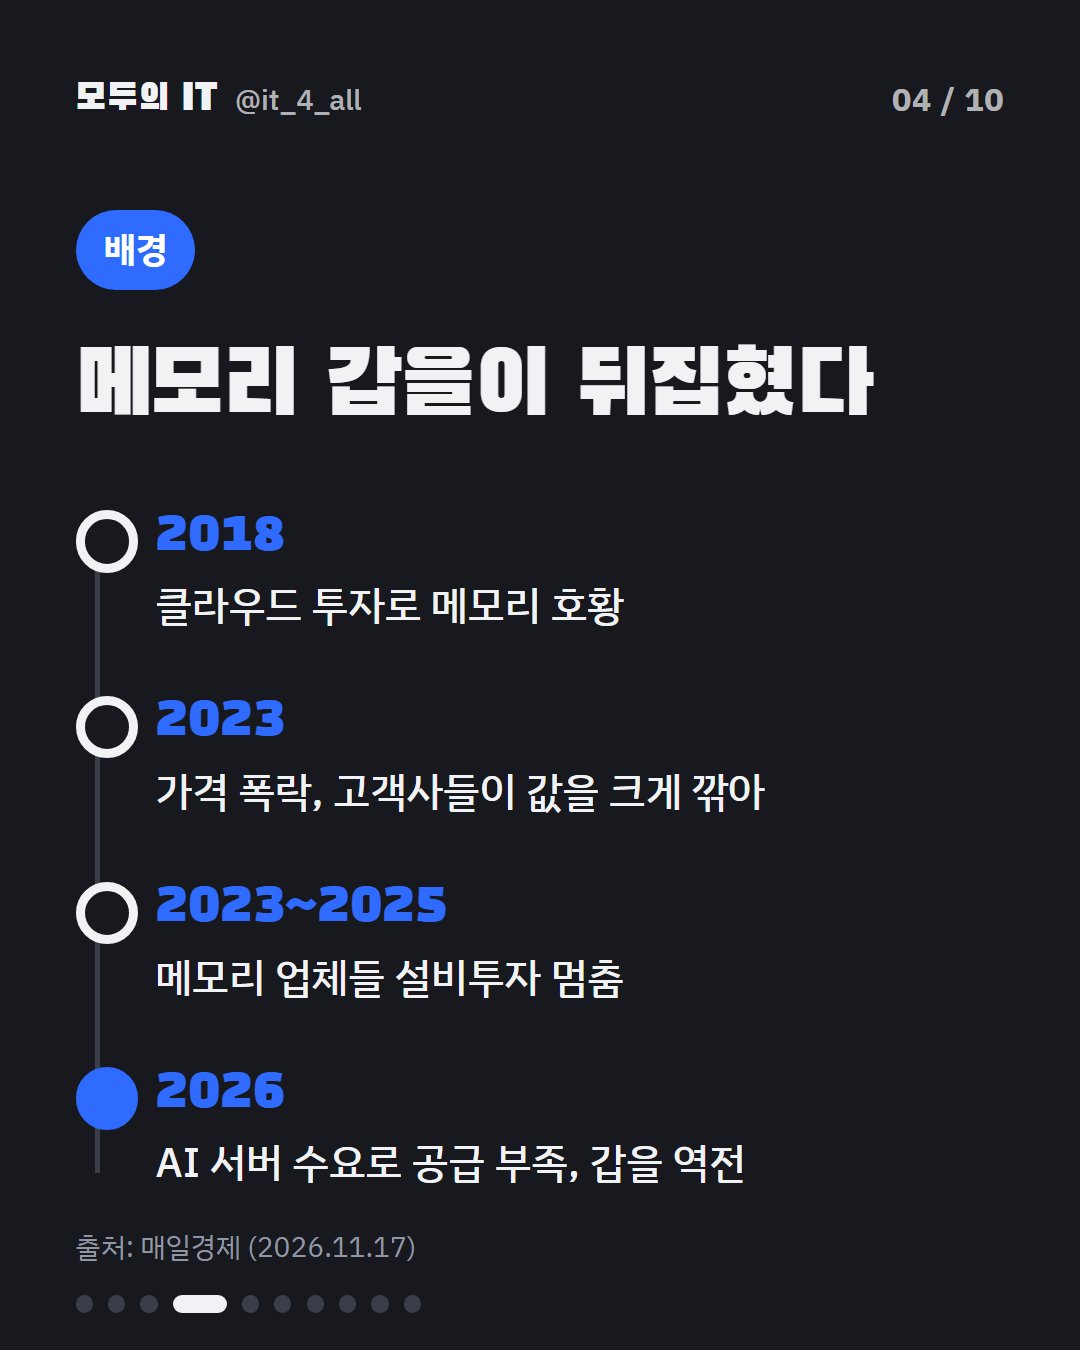 모두의 IT @it_4_all
04 / 10
배경
메모리 갑을이 뒤집혔다
2018
클라우드 투자로 메모리 호황
2023
가격 폭락, 고객사들이 값을 크게 깎아
2023~2025
메모리 업체들 설비투자 멈춤
2026
AI 서버 수요로 공급 부족, 갑을 역전
출처: 매일경제 (2026.11.17)